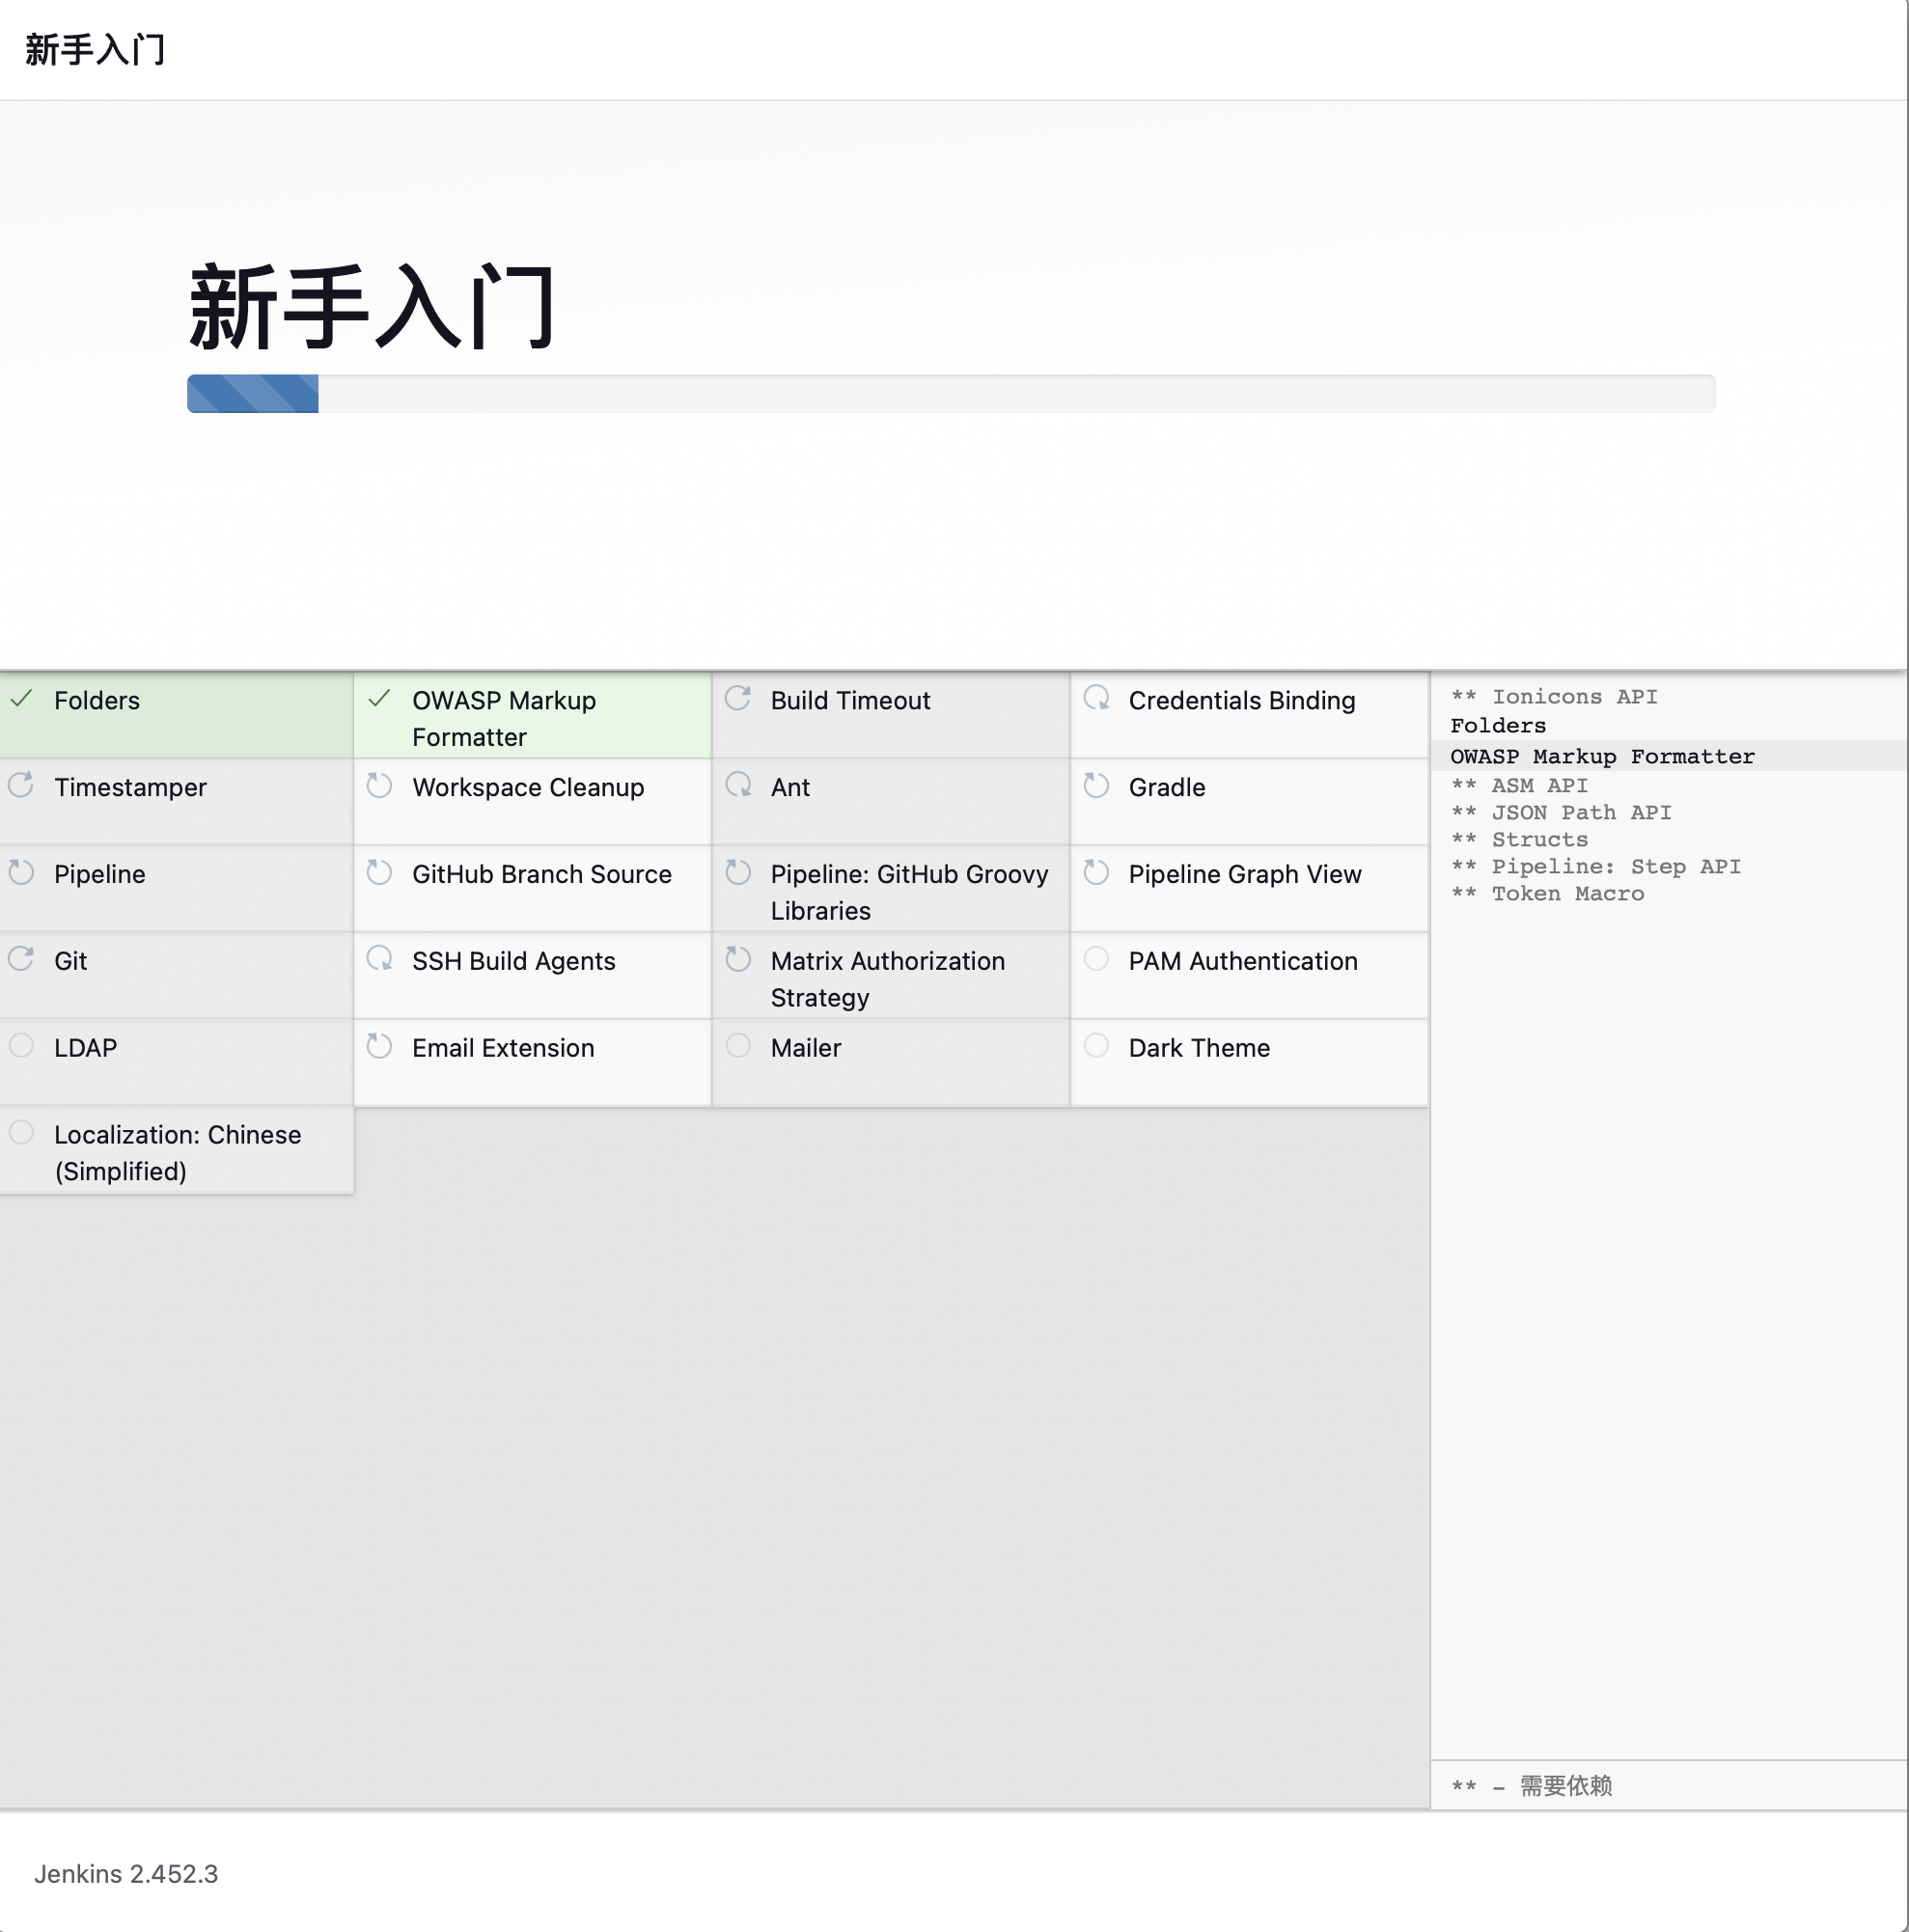 新手入门
新手入门
Folders
OWASP Markup
Formatter
Build Timeout
Credentials Binding
Timestamper
Workspace Cleanup
Ant
Gradle
Pipeline
GitHub Branch Source
Pipeline: GitHub Groovy
Libraries
Pipeline Graph View
Git
SSH Build Agents
Matrix Authorization
Strategy
PAM Authentication
LDAP
Email Extension
Mailer
Dark Theme
Localization: Chinese
(Simplified)
** Ionicons API
Folders
OWASP Markup Formatter
** ASM API
** JSON Path API
** Structs
** Pipeline: Step API
** Token Macro
** - 需要依赖
Jenkins 2.452.3